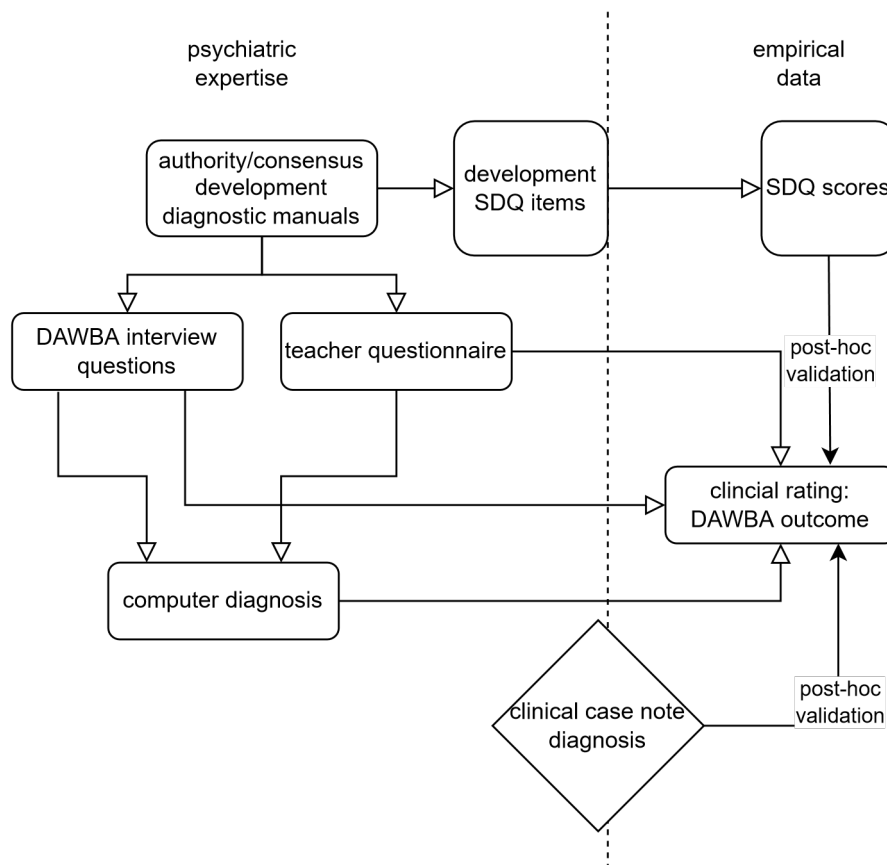 psychiatric
expertise
empirical
data
authority/consensus
development
diagnostic manuals
development
SDQ items
SDQ scores
DAWBA interview
questions
teacher questionnaire
post-hoc
validation
clincial rating:
DAWBA outcome
computer diagnosis
clinical case note
diagnosis
post-hoc
validation